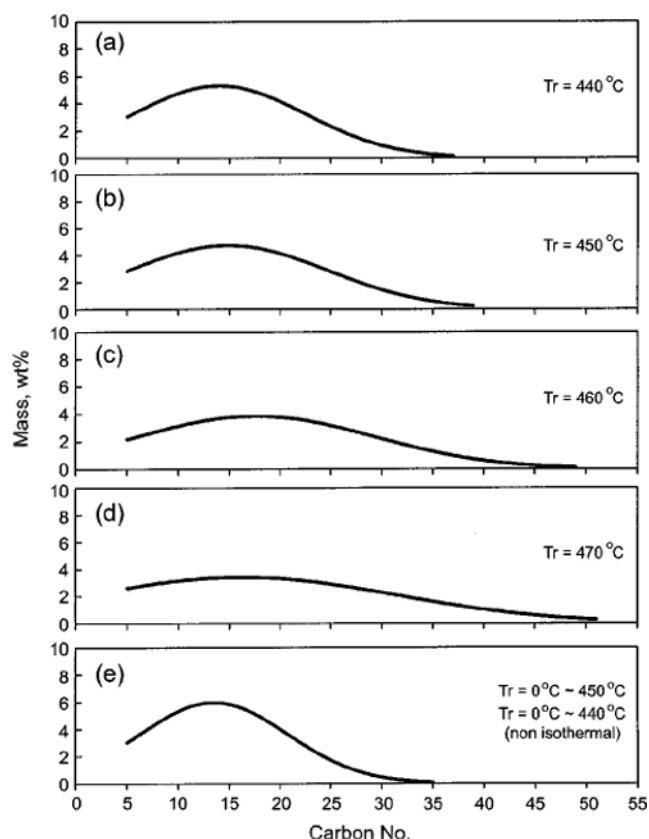 10
(a)
8
6
Tr = 440 °C
4
2
0
10
(b)
8
6
Tr = 450 °C
4
2
0
10
(c)
8
6
Tr = 460 °C
4
2
0
10
(d)
8
6
Tr = 470 °C
4
2
0
10
(e)
8
Tr = 0°C ~ 450°C
6
Tr = 0°C ~ 440°C
(non isothermal)
4
2
0
Mass, wt%
0 5 10 15 20 25 30 35 40 45 50 55
Carbon No.